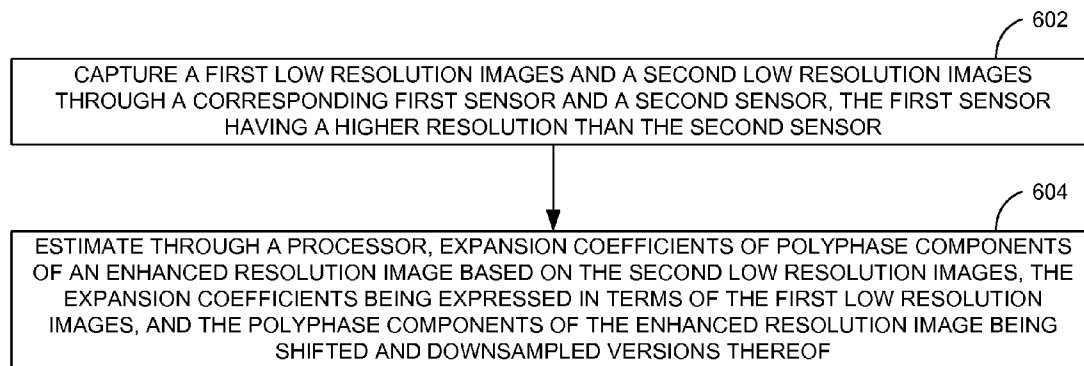 602
CAPTURE A FIRST LOW RESOLUTION IMAGES AND A SECOND LOW RESOLUTION IMAGES
THROUGH A CORRESPONDING FIRST SENSOR AND A SECOND SENSOR, THE FIRST SENSOR
HAVING A HIGHER RESOLUTION THAN THE SECOND SENSOR
604
ESTIMATE THROUGH A PROCESSOR, EXPANSION COEFFICIENTS OF POLYPHASE COMPONENTS
OF AN ENHANCED RESOLUTION IMAGE BASED ON THE SECOND LOW RESOLUTION IMAGES, THE
EXPANSION COEFFICIENTS BEING EXPRESSED IN TERMS OF THE FIRST LOW RESOLUTION
IMAGES, AND THE POLYPHASE COMPONENTS OF THE ENHANCED RESOLUTION IMAGE BEING
SHIFTED AND DOWNSAMPLED VERSIONS THEREOF